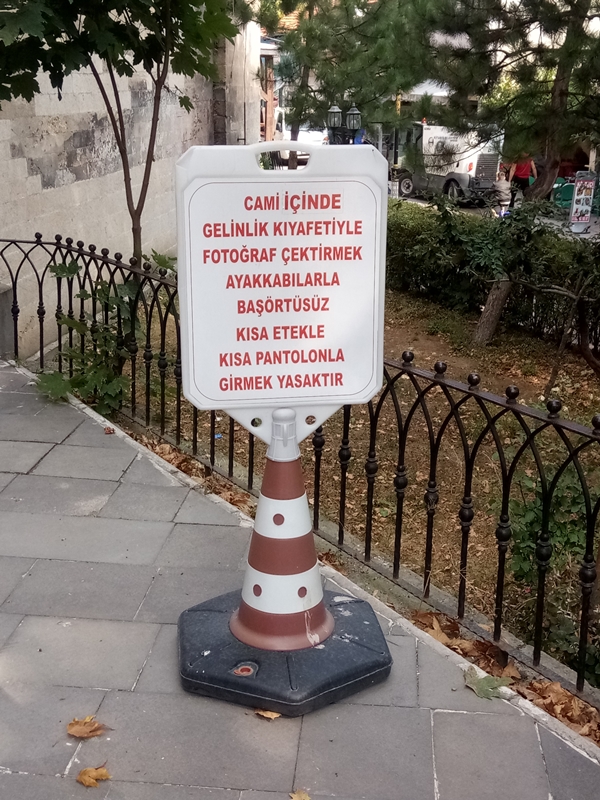 CAMİ İÇİNDE
GELİNLİK KIYAFETİYLE
FOTOĞRAF ÇEKTİRMEK
AYAKKABILARLA
BAŞÖRTÜSÜZ
KISA ETEKLE
KISA PANTOLONLA
GİRMEK YASAKTIR